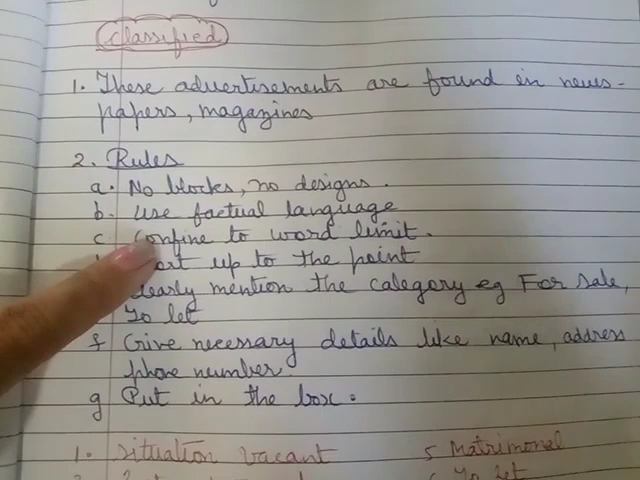 Classified
1. These advertisements are found in news-
papers, magazines
2. Rules
a. No blocks, no designs.
b. Use factual language
c Confine to word limit.
up to the point
mention the category eg For sale,
To let
f Give necessary details like name, address
phone number.
g Put in the box.
1. Situation Vacant 5 Matrimonial
To let